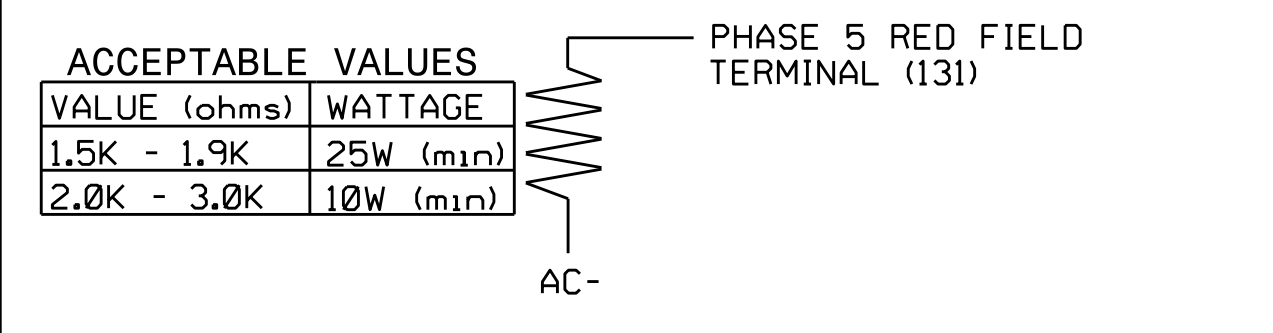 ACCEPTABLE VALUES
VALUE (ohms) WATTAGE
1.5K - 1.9K 25W (min)
2.0K - 3.0K 10W (min)
PHASE 5 RED FIELD
TERMINAL (131)
AC-